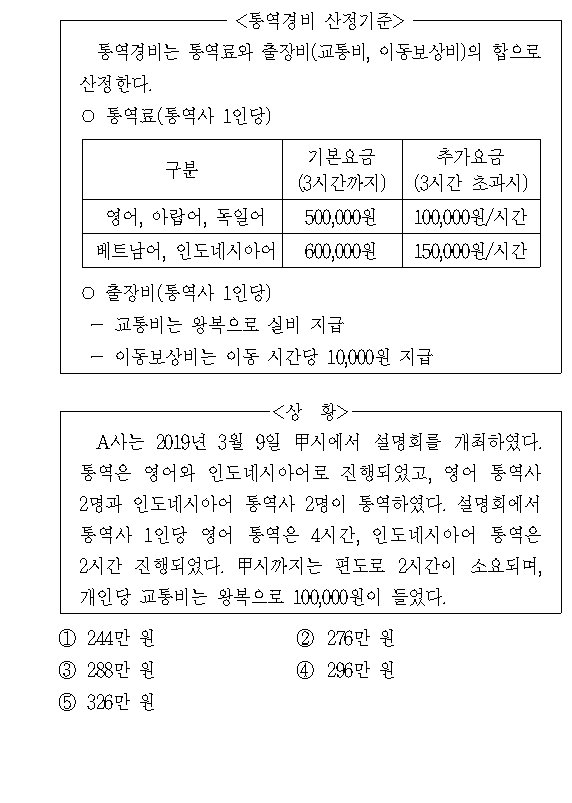 <통역경비 산정기준>
통역경비는 통역료와 출장비(교통비, 이동보상비)의 합으로
산정한다.
○ 통역료(통역사 1인당)
구분 기본요금 (3시간까지) 추가요금 (3시간 초과시)
영어, 아랍어, 독일어 500,000원 100,000원/시간
베트남어, 인도네시아어 600,000원 150,000원/시간
○ 출장비(통역사 1인당)
- 교통비는 왕복으로 실비 지급
- 이동보상비는 이동 시간당 10,000원 지급
<상 황>
A사는 2019년 3월 9일 甲시에서 설명회를 개최하였다.
통역은 영어와 인도네시아어로 진행되었고, 영어 통역사
2명과 인도네시아어 통역사 2명이 통역하였다. 설명회에서
통역사 1인당 영어 통역은 4시간, 인도네시아어 통역은
2시간 진행되었다. 甲시까지는 편도로 2시간이 소요되며,
개인당 교통비는 왕복으로 100,000원이 들었다.
① 244만 원 ② 276만 원
③ 288만 원 ④ 296만 원
⑤ 326만 원